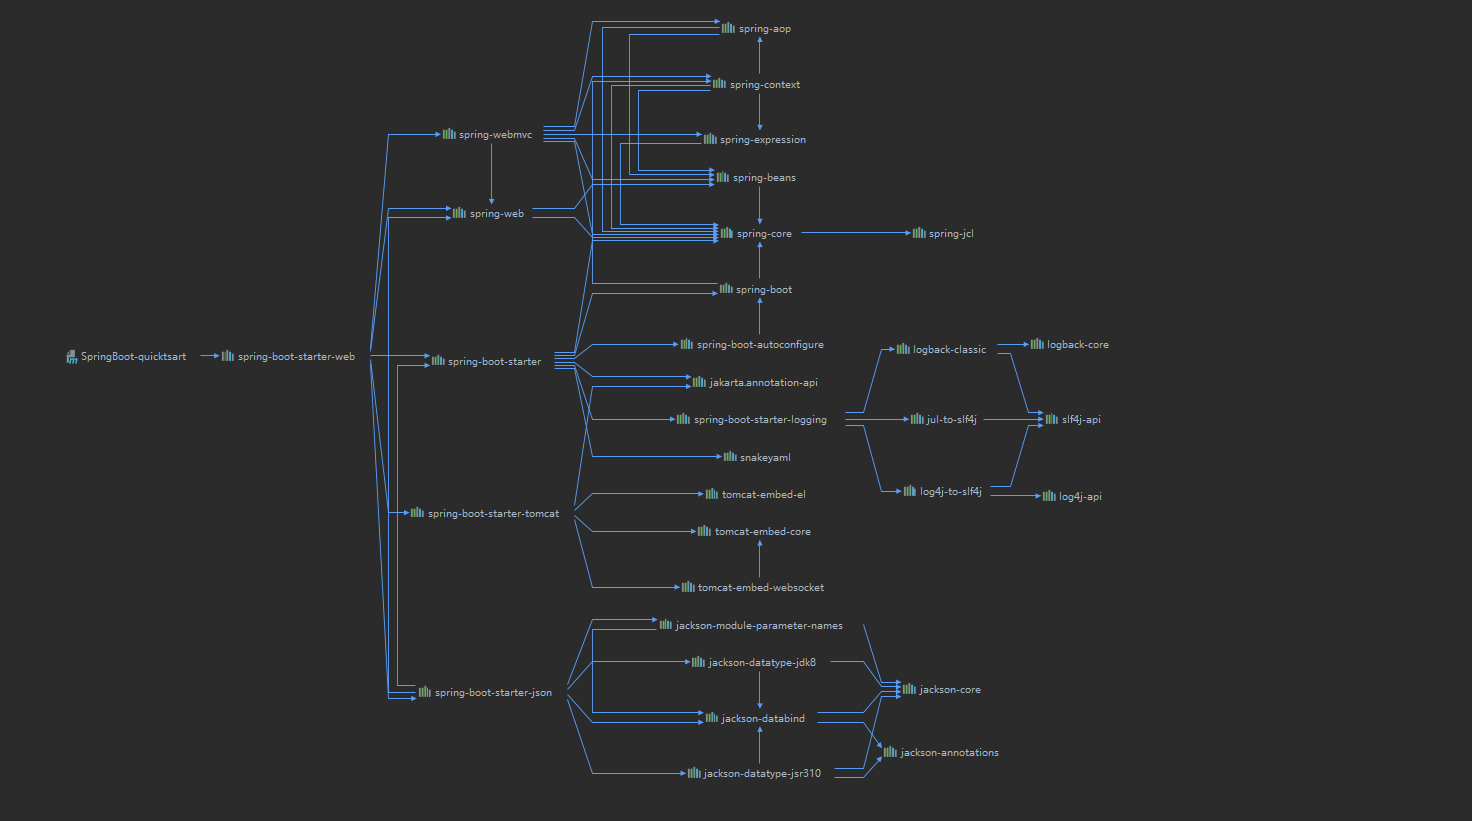 spring-aop
spring-context
spring-webmvc
spring-expression
spring-beans
spring-web
spring-core
spring-jcl
spring-boot
SpringBoot-quicktsart
spring-boot-starter-web
spring-boot-starter
spring-boot-autoconfigure
logback-classic
logback-core
jakarta.annotation-api
spring-boot-starter-logging
jul-to-slf4j
slf4j-api
snakeyaml
tomcat-embed-el
log4j-to-slf4j
log4j-api
spring-boot-starter-tomcat
tomcat-embed-core
tomcat-embed-websocket
jackson-module-parameter-names
jackson-datatype-jdk8
spring-boot-starter-json
jackson-core
jackson-databind
jackson-annotations
jackson-datatype-jsr310